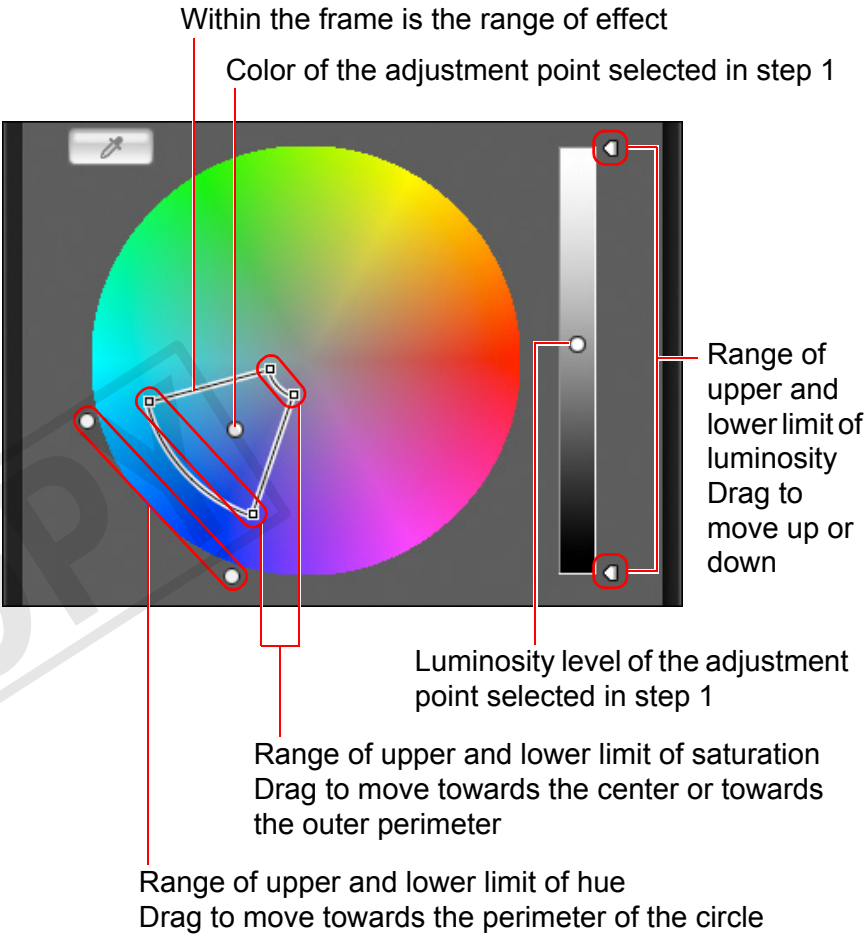 Within the frame is the range of effect
Color of the adjustment point selected in step 1
Range of
upper and
lower limit of
luminosity
Drag to
move up or
down
Luminosity level of the adjustment
point selected in step 1
Range of upper and lower limit of saturation
Drag to move towards the center or towards
the outer perimeter
Range of upper and lower limit of hue
Drag to move towards the perimeter of the circle